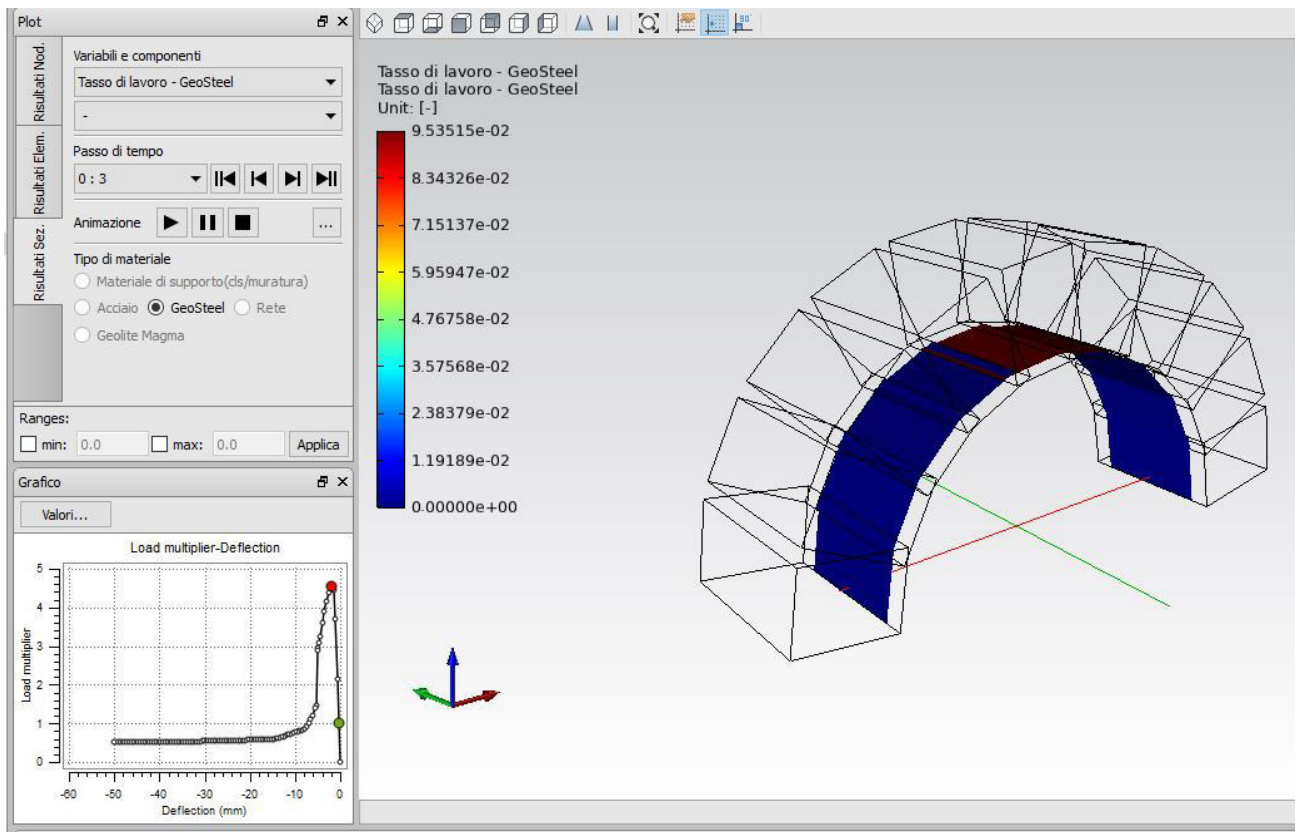 Plot
Risultati Nod.
Risultati Elem.
Risultati Sez.
Variabili e componenti
Tasso di lavoro - GeoSteel
-
Passo di tempo
0 : 3
Animazione
...
Tipo di materiale
Materiale di supporto(cls/muratura)
Acciaio GeoSteel Rete
Geolite Magma
Ranges:
min: 0.0 max: 0.0 Applica
Grafico
Valori...
Load multiplier-Deflection
5
4
3
2
1
0
Load multiplier
-60 -50 -40 -30 -20 -10 0
Deflection (mm)
90°
Tasso di lavoro - GeoSteel
Tasso di lavoro - GeoSteel
Unit: [-]
9.53515e-02
8.34326e-02
7.15137e-02
5.95947e-02
4.76758e-02
3.57568e-02
2.38379e-02
1.19189e-02
0.00000e+00